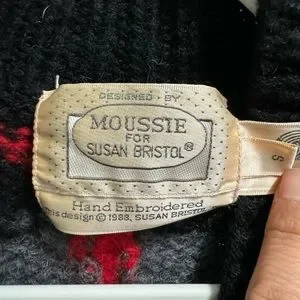 DESIGNED · BY
MOUSSIE
FOR
SUSAN BRISTOL®
Hand Embroidered
this design © 1988, SUSAN BRISTOL
S